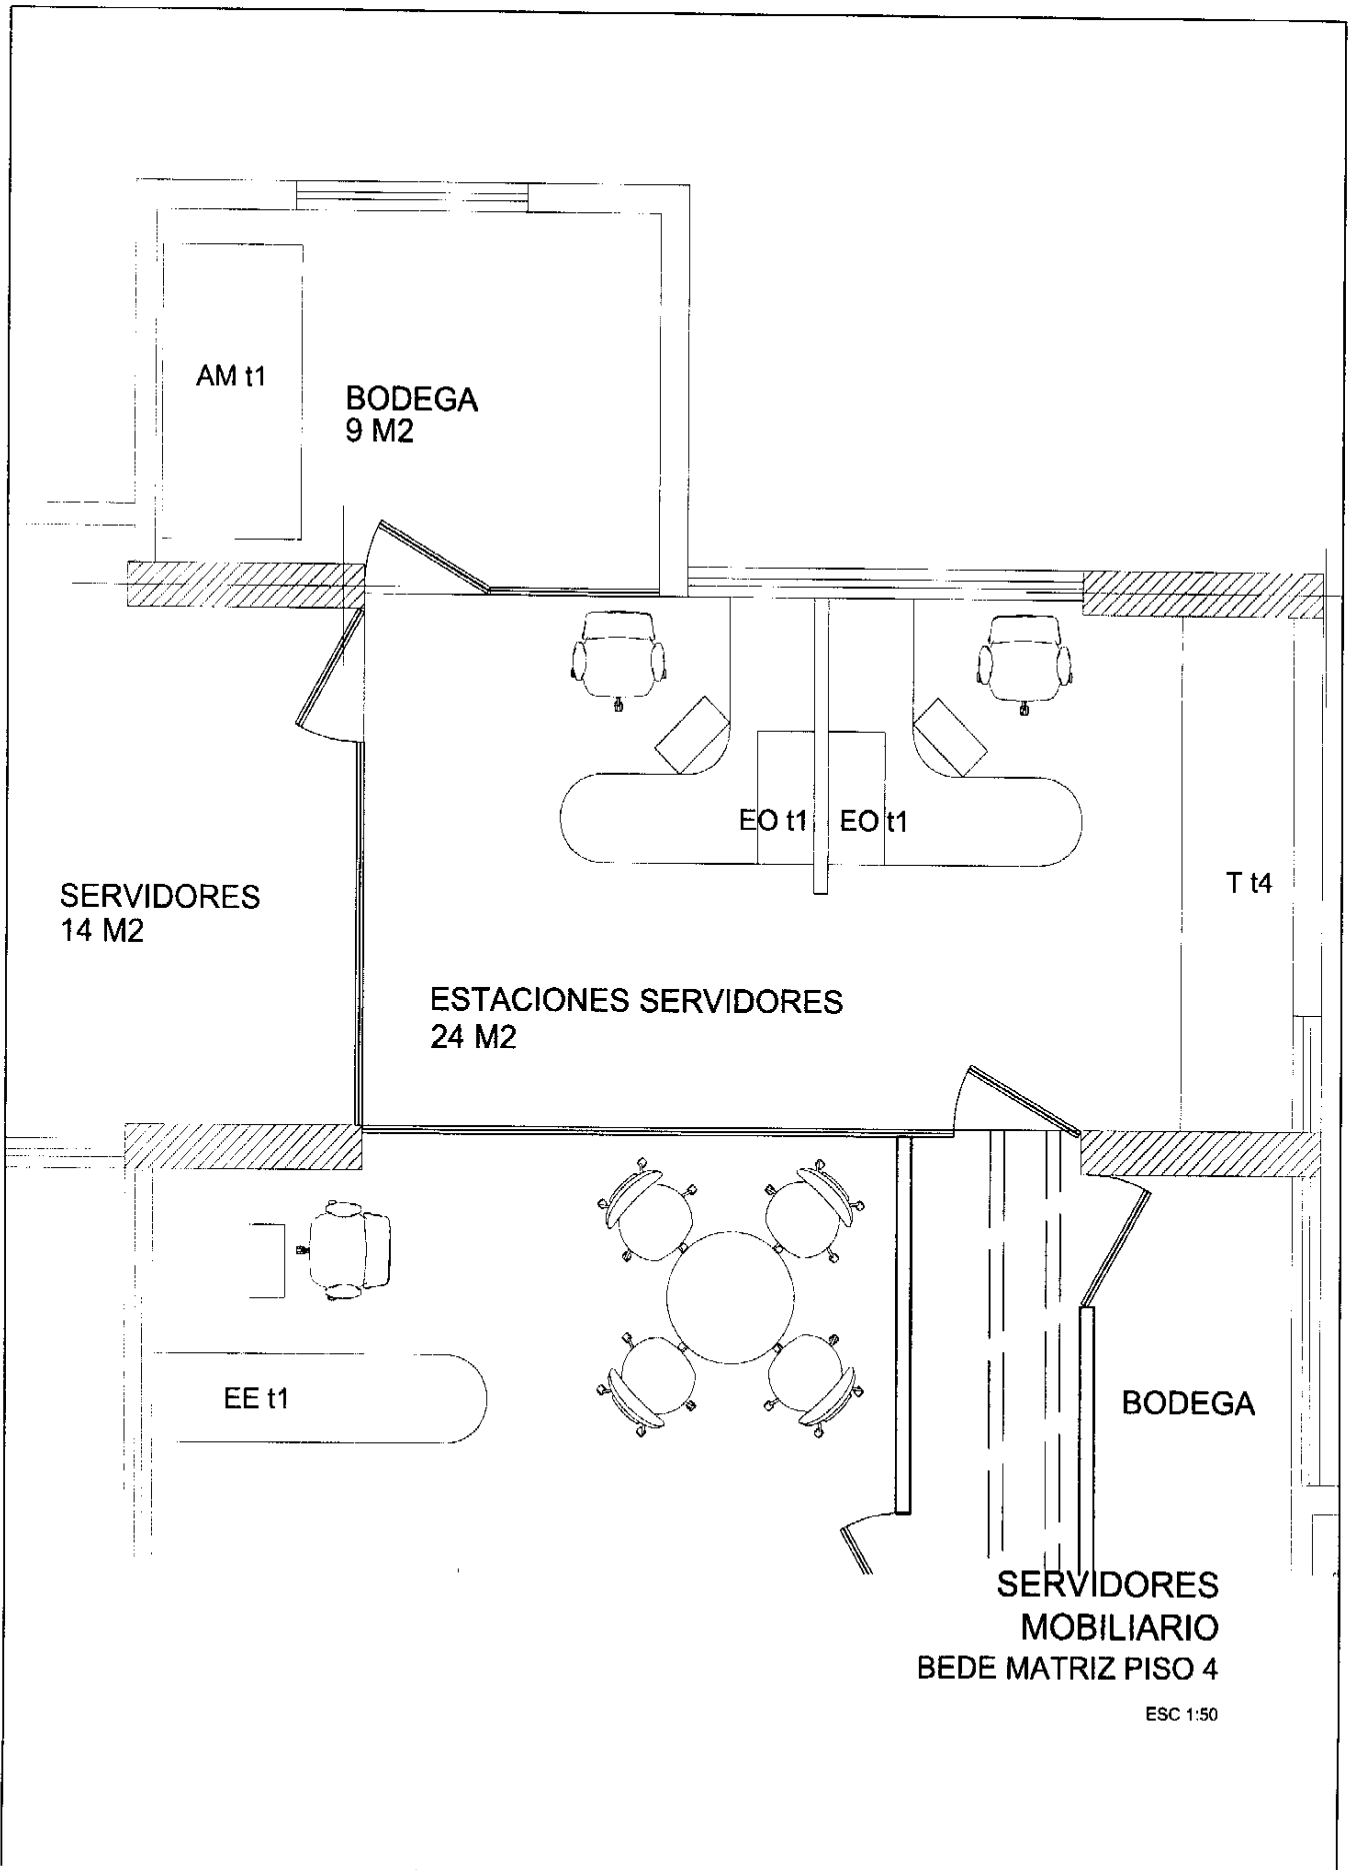 AM t1
BODEGA
9 M2
EO t1
EO t1
T t4
SERVIDORES
14 M2
ESTACIONES SERVIDORES
24 M2
EE t1
BODEGA
SERVIDORES
MOBILIARIO
BEDE MATRIZ PISO 4
ESC 1:50